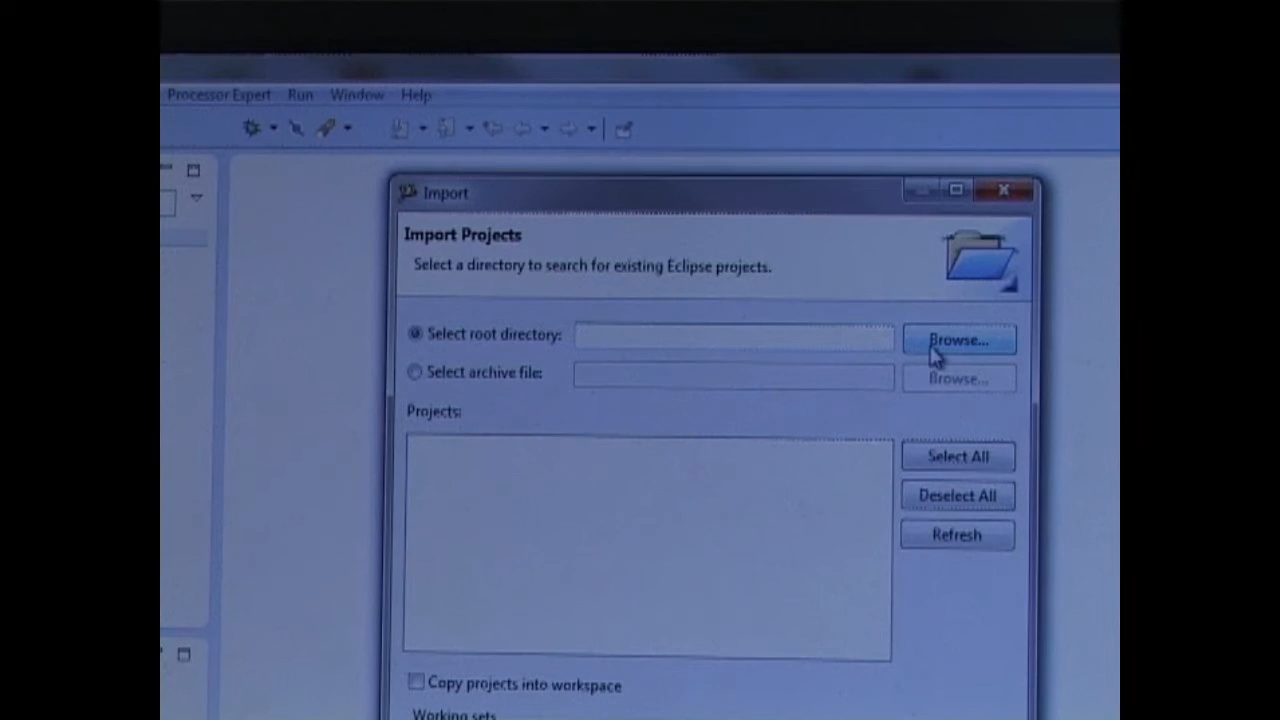 Processor Expert Run Window Help
Import
Import Projects
Select a directory to search for existing Eclipse projects.
Select root directory: Browse...
Select archive file: Browse...
Projects:
Select All
Deselect All
Refresh
Copy projects into workspace
Working sets